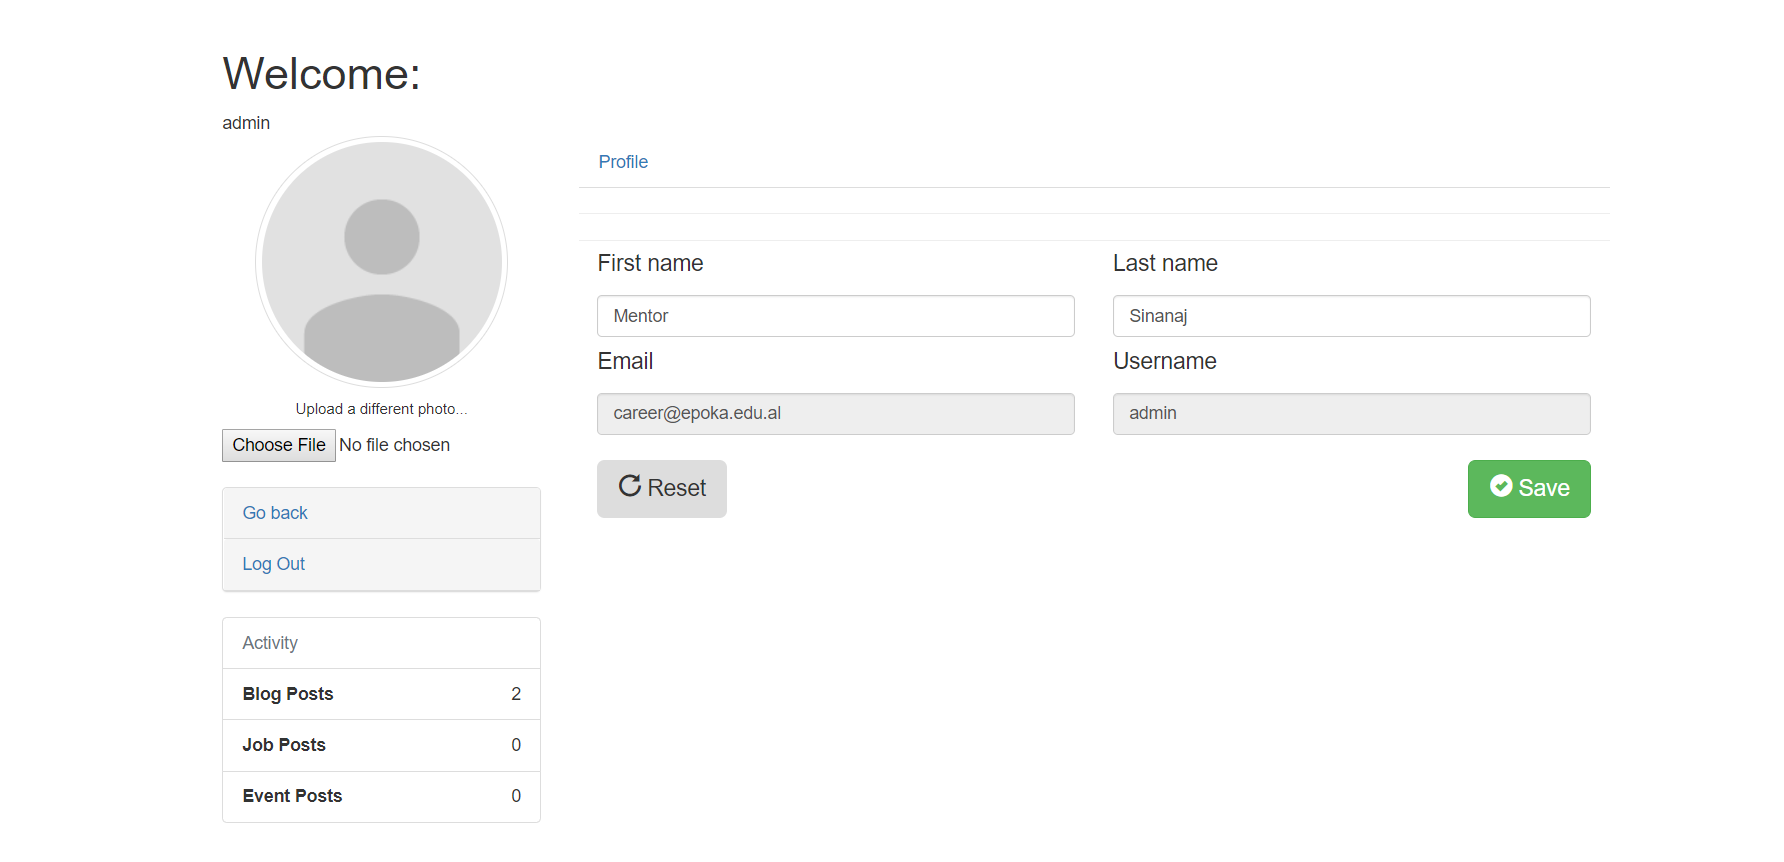 Welcome:
admin
Upload a different photo...
Choose File No file chosen
Go back
Log Out
Activity
Blog Posts 2
Job Posts 0
Event Posts 0
Profile
First name Last name
Mentor Sinanaj
Email Username
career@epoka.edu.al admin
Reset Save